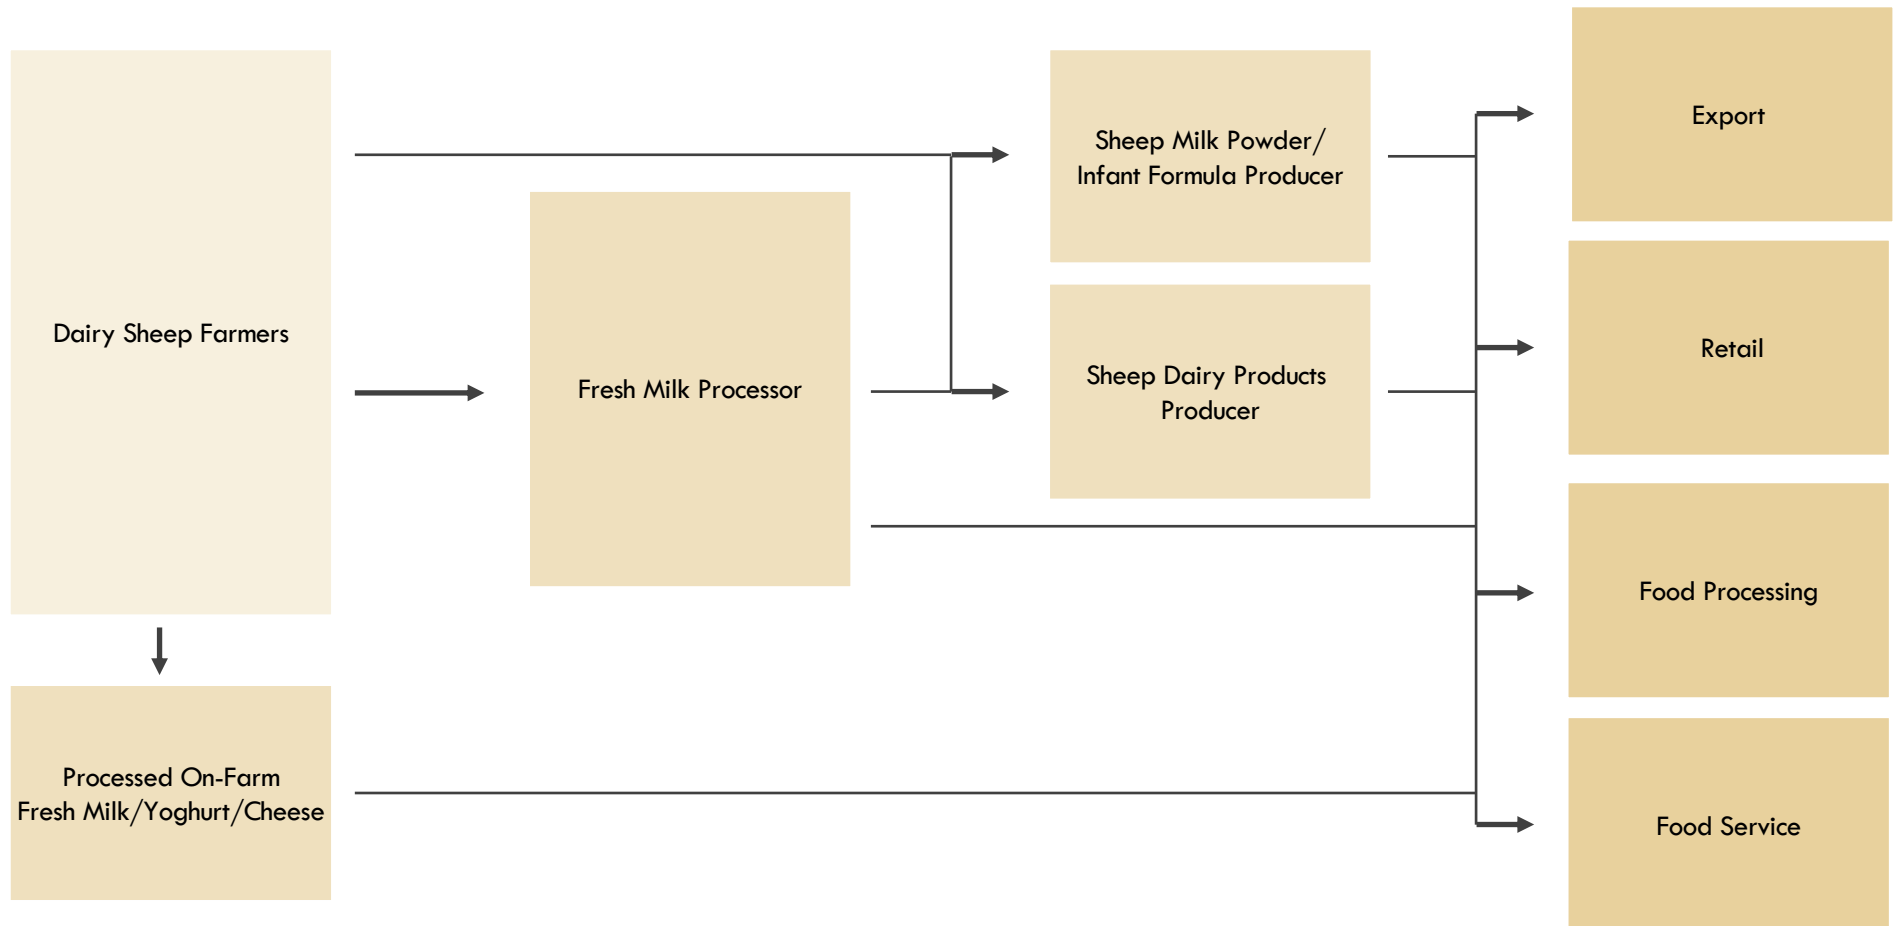 Dairy Sheep Farmers
Processed On-Farm
Fresh Milk/Yoghurt/Cheese
Fresh Milk Processor
Sheep Milk Powder/
Infant Formula Producer
Sheep Dairy Products
Producer
Export
Retail
Food Processing
Food Service